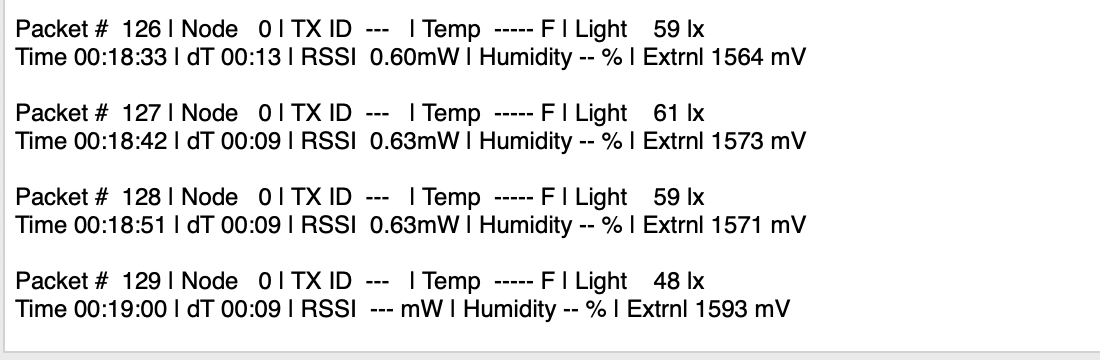 Packet #  126 | Node   0 | TX ID  ---   | Temp  ----- F | Light    59 lx
Time 00:18:33 | dT 00:13 | RSSI  0.60mW | Humidity -- % | Extrnl 1564 mV
Packet #  127 | Node   0 | TX ID  ---   | Temp  ----- F | Light    61 lx
Time 00:18:42 | dT 00:09 | RSSI  0.63mW | Humidity -- % | Extrnl 1573 mV
Packet #  128 | Node   0 | TX ID  ---   | Temp  ----- F | Light    59 lx
Time 00:18:51 | dT 00:09 | RSSI  0.63mW | Humidity -- % | Extrnl 1571 mV
Packet #  129 | Node   0 | TX ID  ---   | Temp  ----- F | Light    48 lx
Time 00:19:00 | dT 00:09 | RSSI  --- mW | Humidity -- % | Extrnl 1593 mV